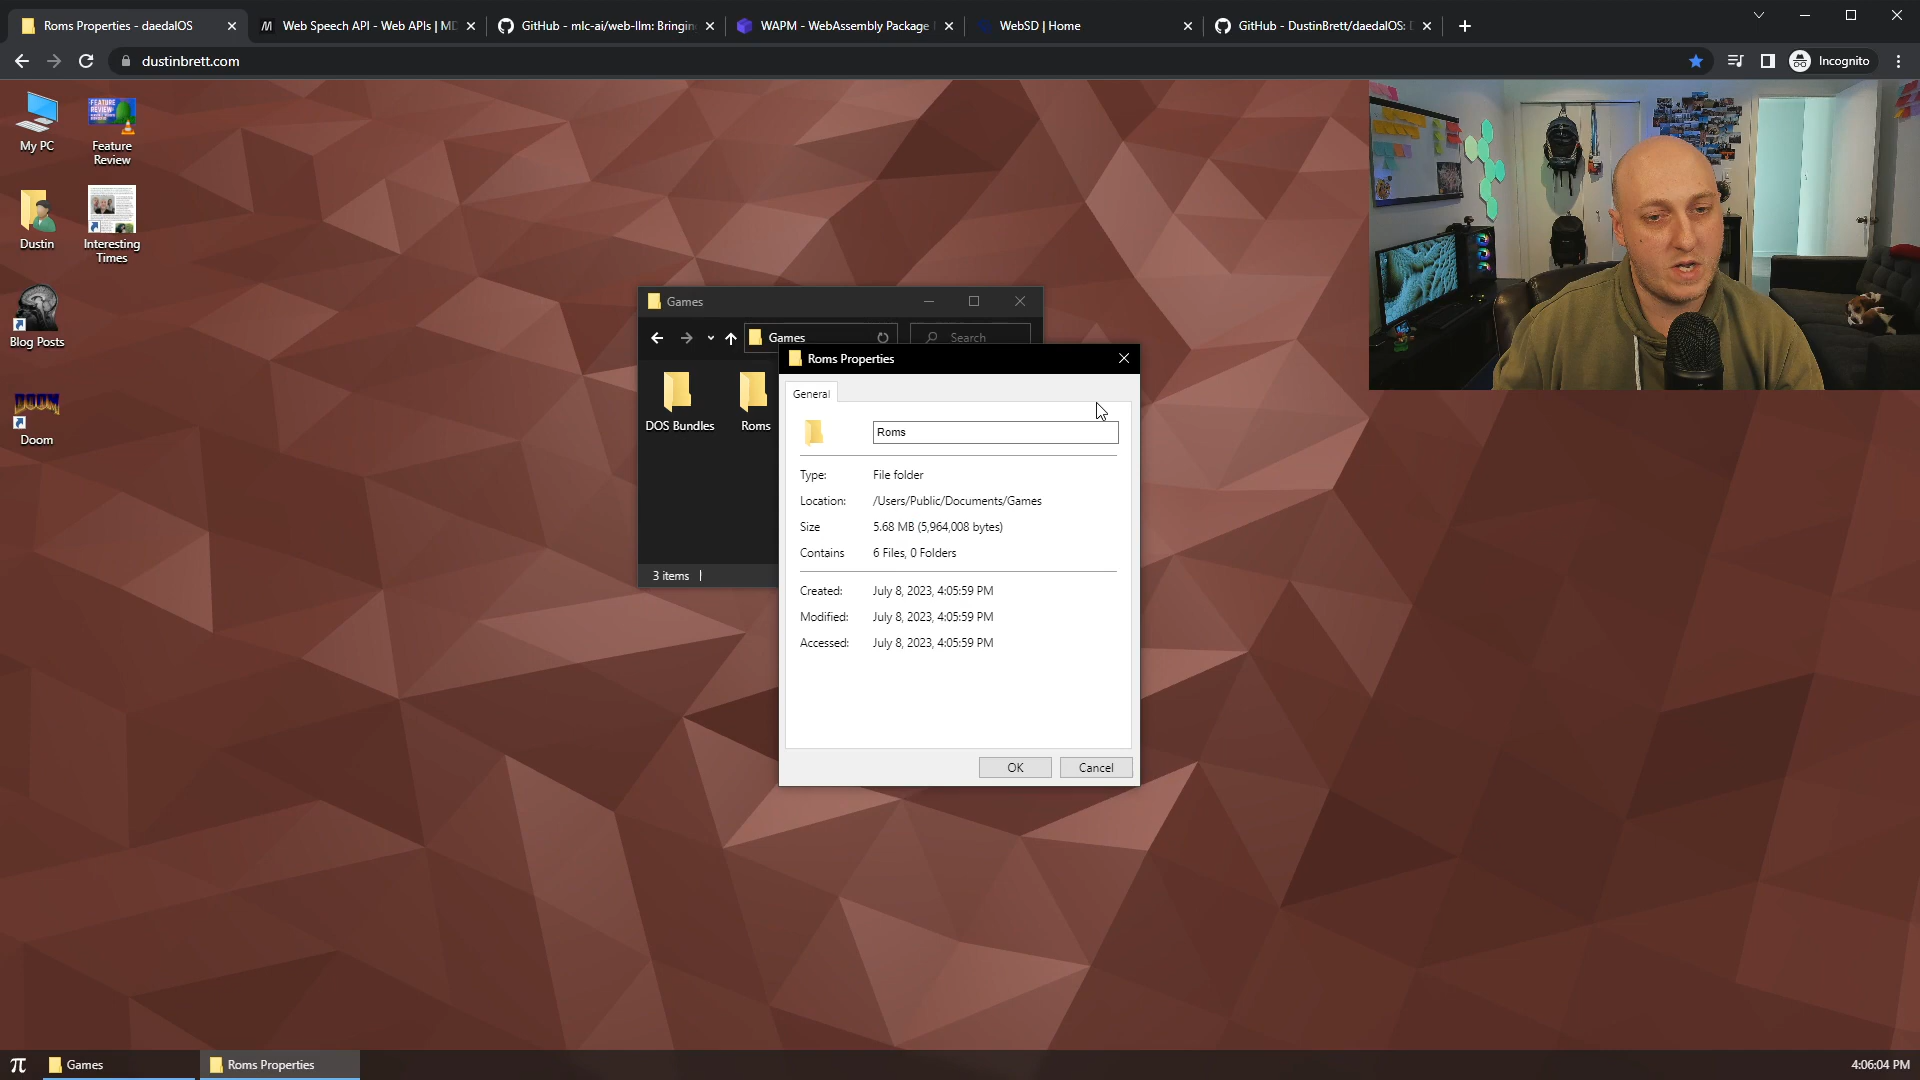 Roms Properties - daedalOS
Web Speech API - Web APIs | MD
GitHub - mlc-ai/web-llm: Bringin
WAPM - WebAssembly Package
WebSD | Home
GitHub - DustinBrett/daedalOS:
dustinbrett.com
Incognito
My PC
FEATURE
REVIEW
Feature
Review
Dustin
Interesting
Times
Blog Posts
DOOM
Doom
Games
Games
Search
DOS Bundles
Roms
3 items
Roms Properties
General
Roms
Type: File folder
Location: /Users/Public/Documents/Games
Size 5.68 MB (5,964,008 bytes)
Contains 6 Files, 0 Folders
Created: July 8, 2023, 4:05:59 PM
Modified: July 8, 2023, 4:05:59 PM
Accessed: July 8, 2023, 4:05:59 PM
OK Cancel
π
Games
Roms Properties
4:06:04 PM